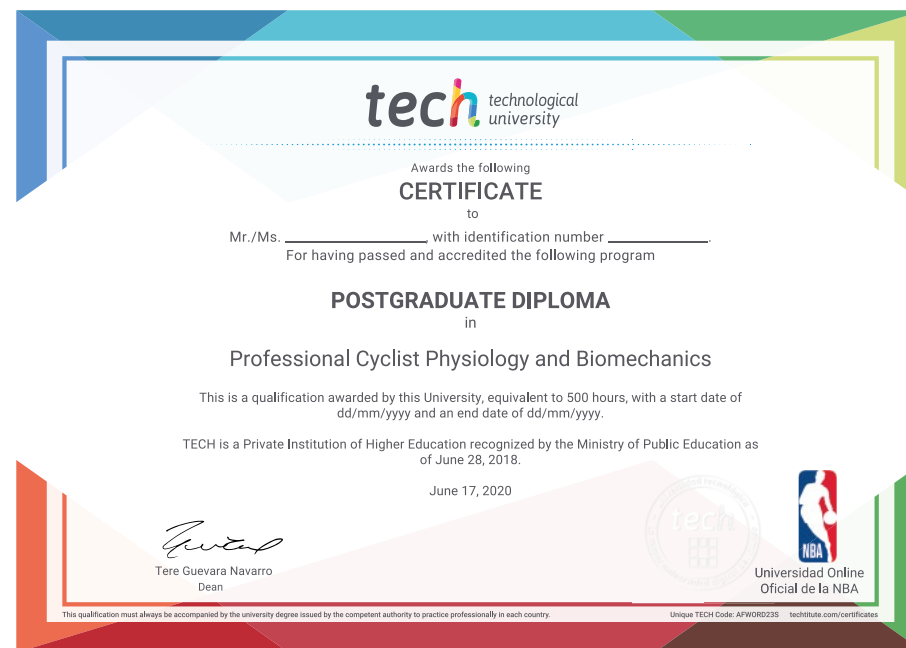 tech technological
university
Awards the following
CERTIFICATE
to
Mr./Ms. ____________, with identification number ____________.
For having passed and accredited the following program
POSTGRADUATE DIPLOMA
in
Professional Cyclist Physiology and Biomechanics
This is a qualification awarded by this University, equivalent to 500 hours, with a start date of
dd/mm/yyyy and an end date of dd/mm/yyyy.
TECH is a Private Institution of Higher Education recognized by the Ministry of Public Education as
of June 28, 2018.
June 17, 2020
tech
NBA
Tere Guevara Navarro
Dean
Universidad Online
Oficial de la NBA
This qualification must always be accompanied by the university degree issued by the competent authority to practice professionally in each country.
Unique TECH Code: AFWORD23S techtitute.com/certificates